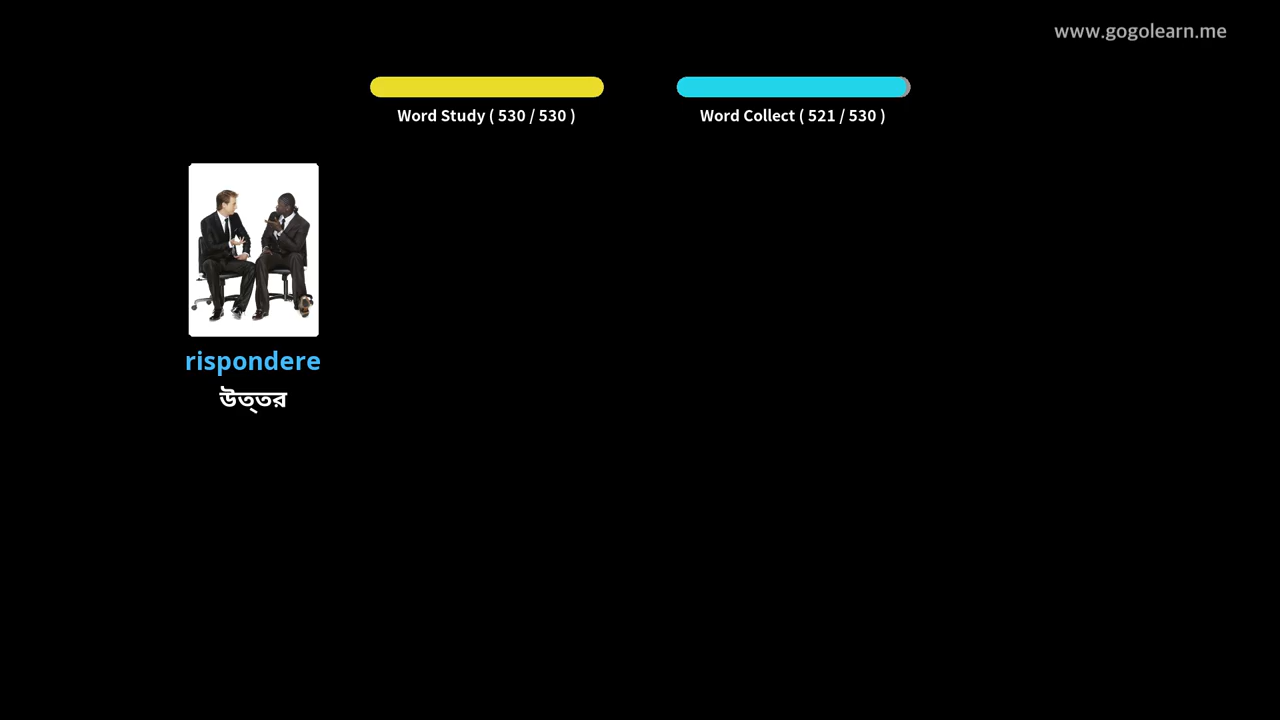 www.gogolearn.me
Word Study ( 530 / 530 )
Word Collect ( 521 / 530 )
rispondere
উত্তর